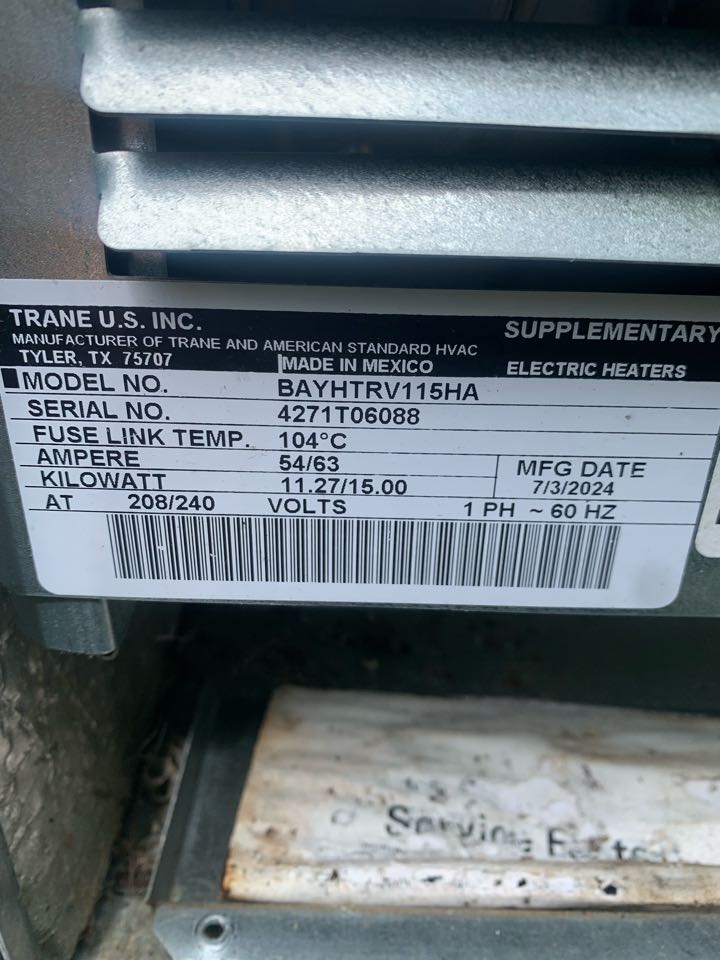 TRANE U.S. INC.
MANUFACTURER OF TRANE AND AMERICAN STANDARD HVAC
TYLER, TX 75707
MADE IN MEXICO
SUPPLEMENTARY
ELECTRIC HEATERS
MODEL NO. BAYHTRV115HA
SERIAL NO. 4271T06088
FUSE LINK TEMP. 104°C
AMPERE 54/63
KILOWATT 11.27/15.00
MFG DATE
7/3/2024
AT 208/240 VOLTS 1 PH ~ 60 HZ